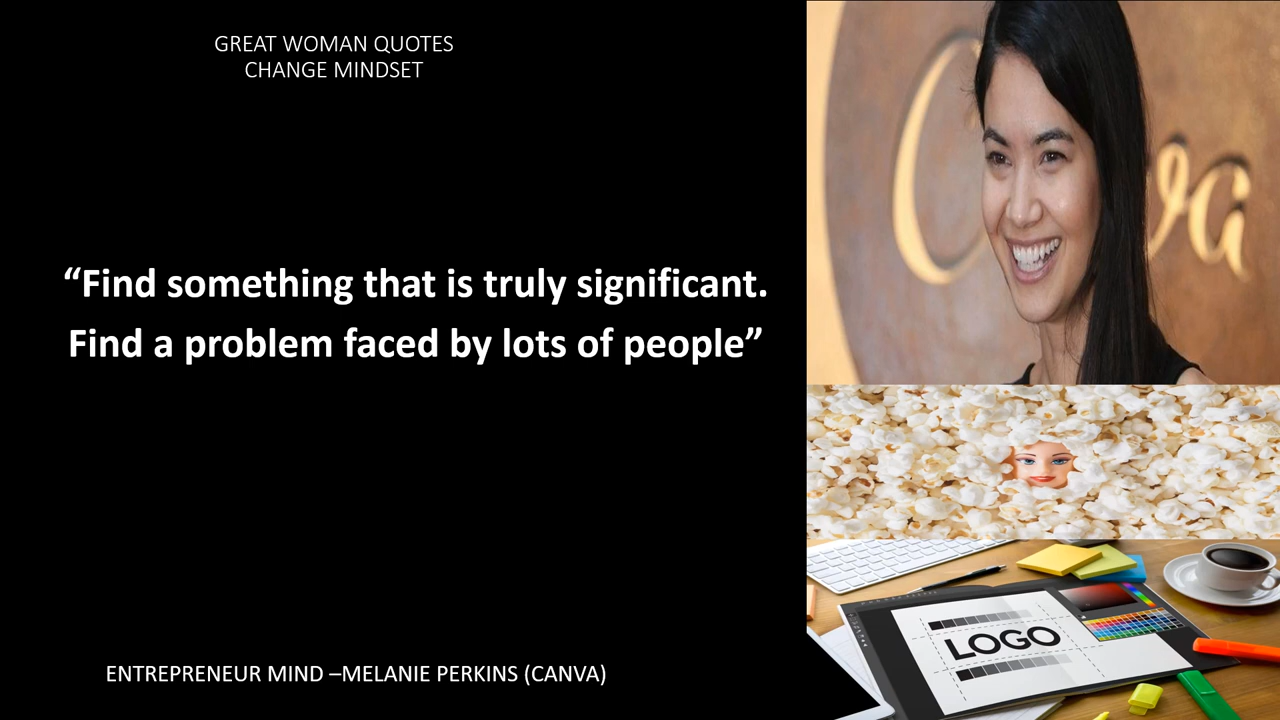 GREAT WOMAN QUOTES
CHANGE MINDSET
“Find something that is truly significant.
Find a problem faced by lots of people”
ENTREPRENEUR MIND –MELANIE PERKINS (CANVA)
C va
LOGO